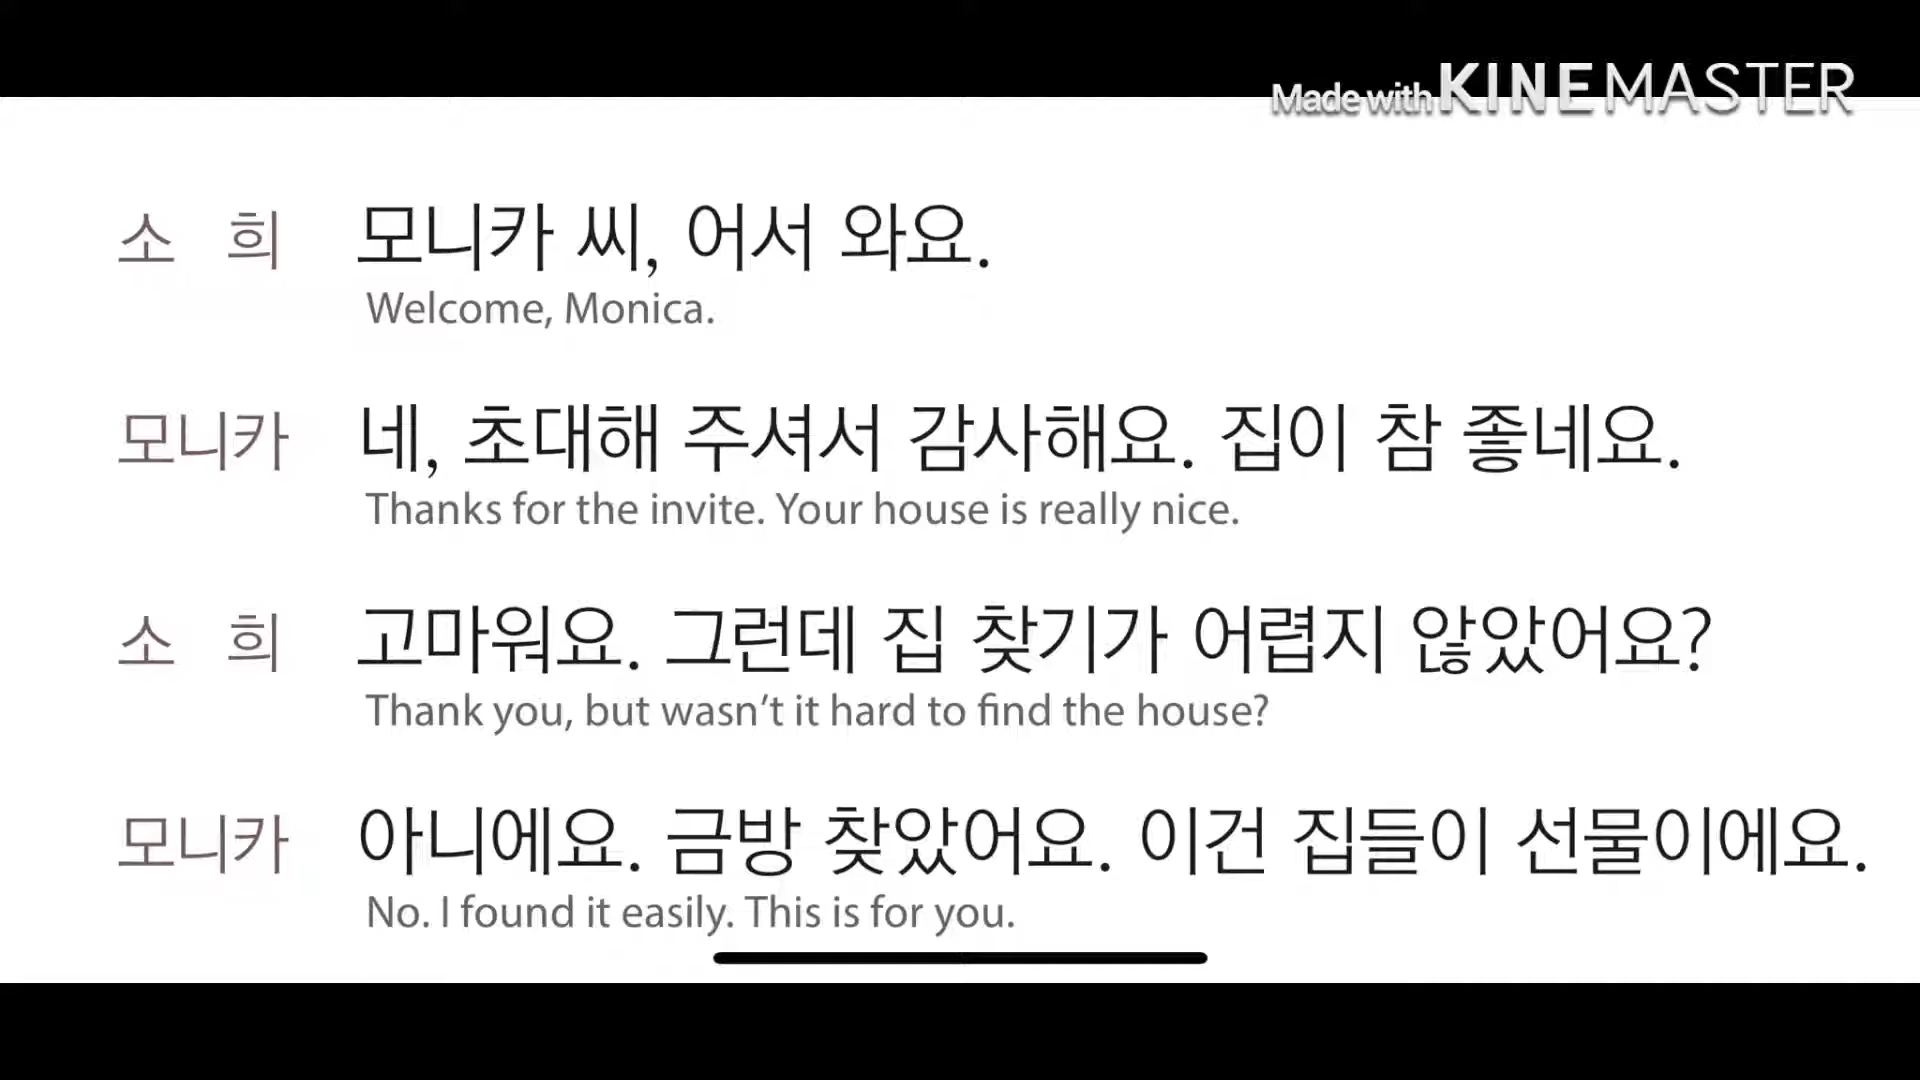 Made with KINEMASTER
소 희 모니카 씨, 어서 와요.
Welcome, Monica.
모니카 네, 초대해 주셔서 감사해요. 집이 참 좋네요.
Thanks for the invite. Your house is really nice.
소 희 고마워요. 그런데 집 찾기가 어렵지 않았어요?
Thank you, but wasn’t it hard to find the house?
모니카 아니에요. 금방 찾았어요. 이건 집들이 선물이에요.
No. I found it easily. This is for you.